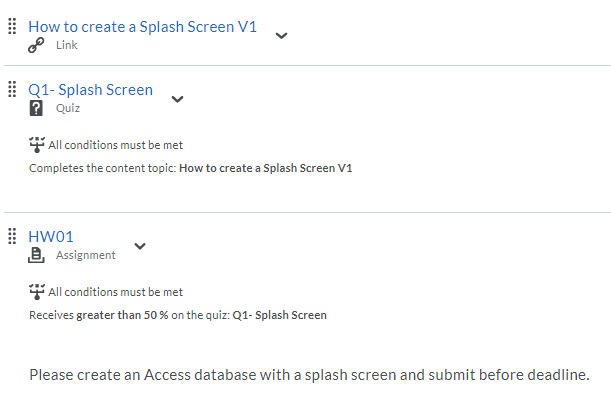 How to create a Splash Screen V1
Link
Q1- Splash Screen
Quiz
All conditions must be met
Completes the content topic: How to create a Splash Screen V1
HW01
Assignment
All conditions must be met
Receives greater than 50 % on the quiz: Q1- Splash Screen
Please create an Access database with a splash screen and submit before deadline.